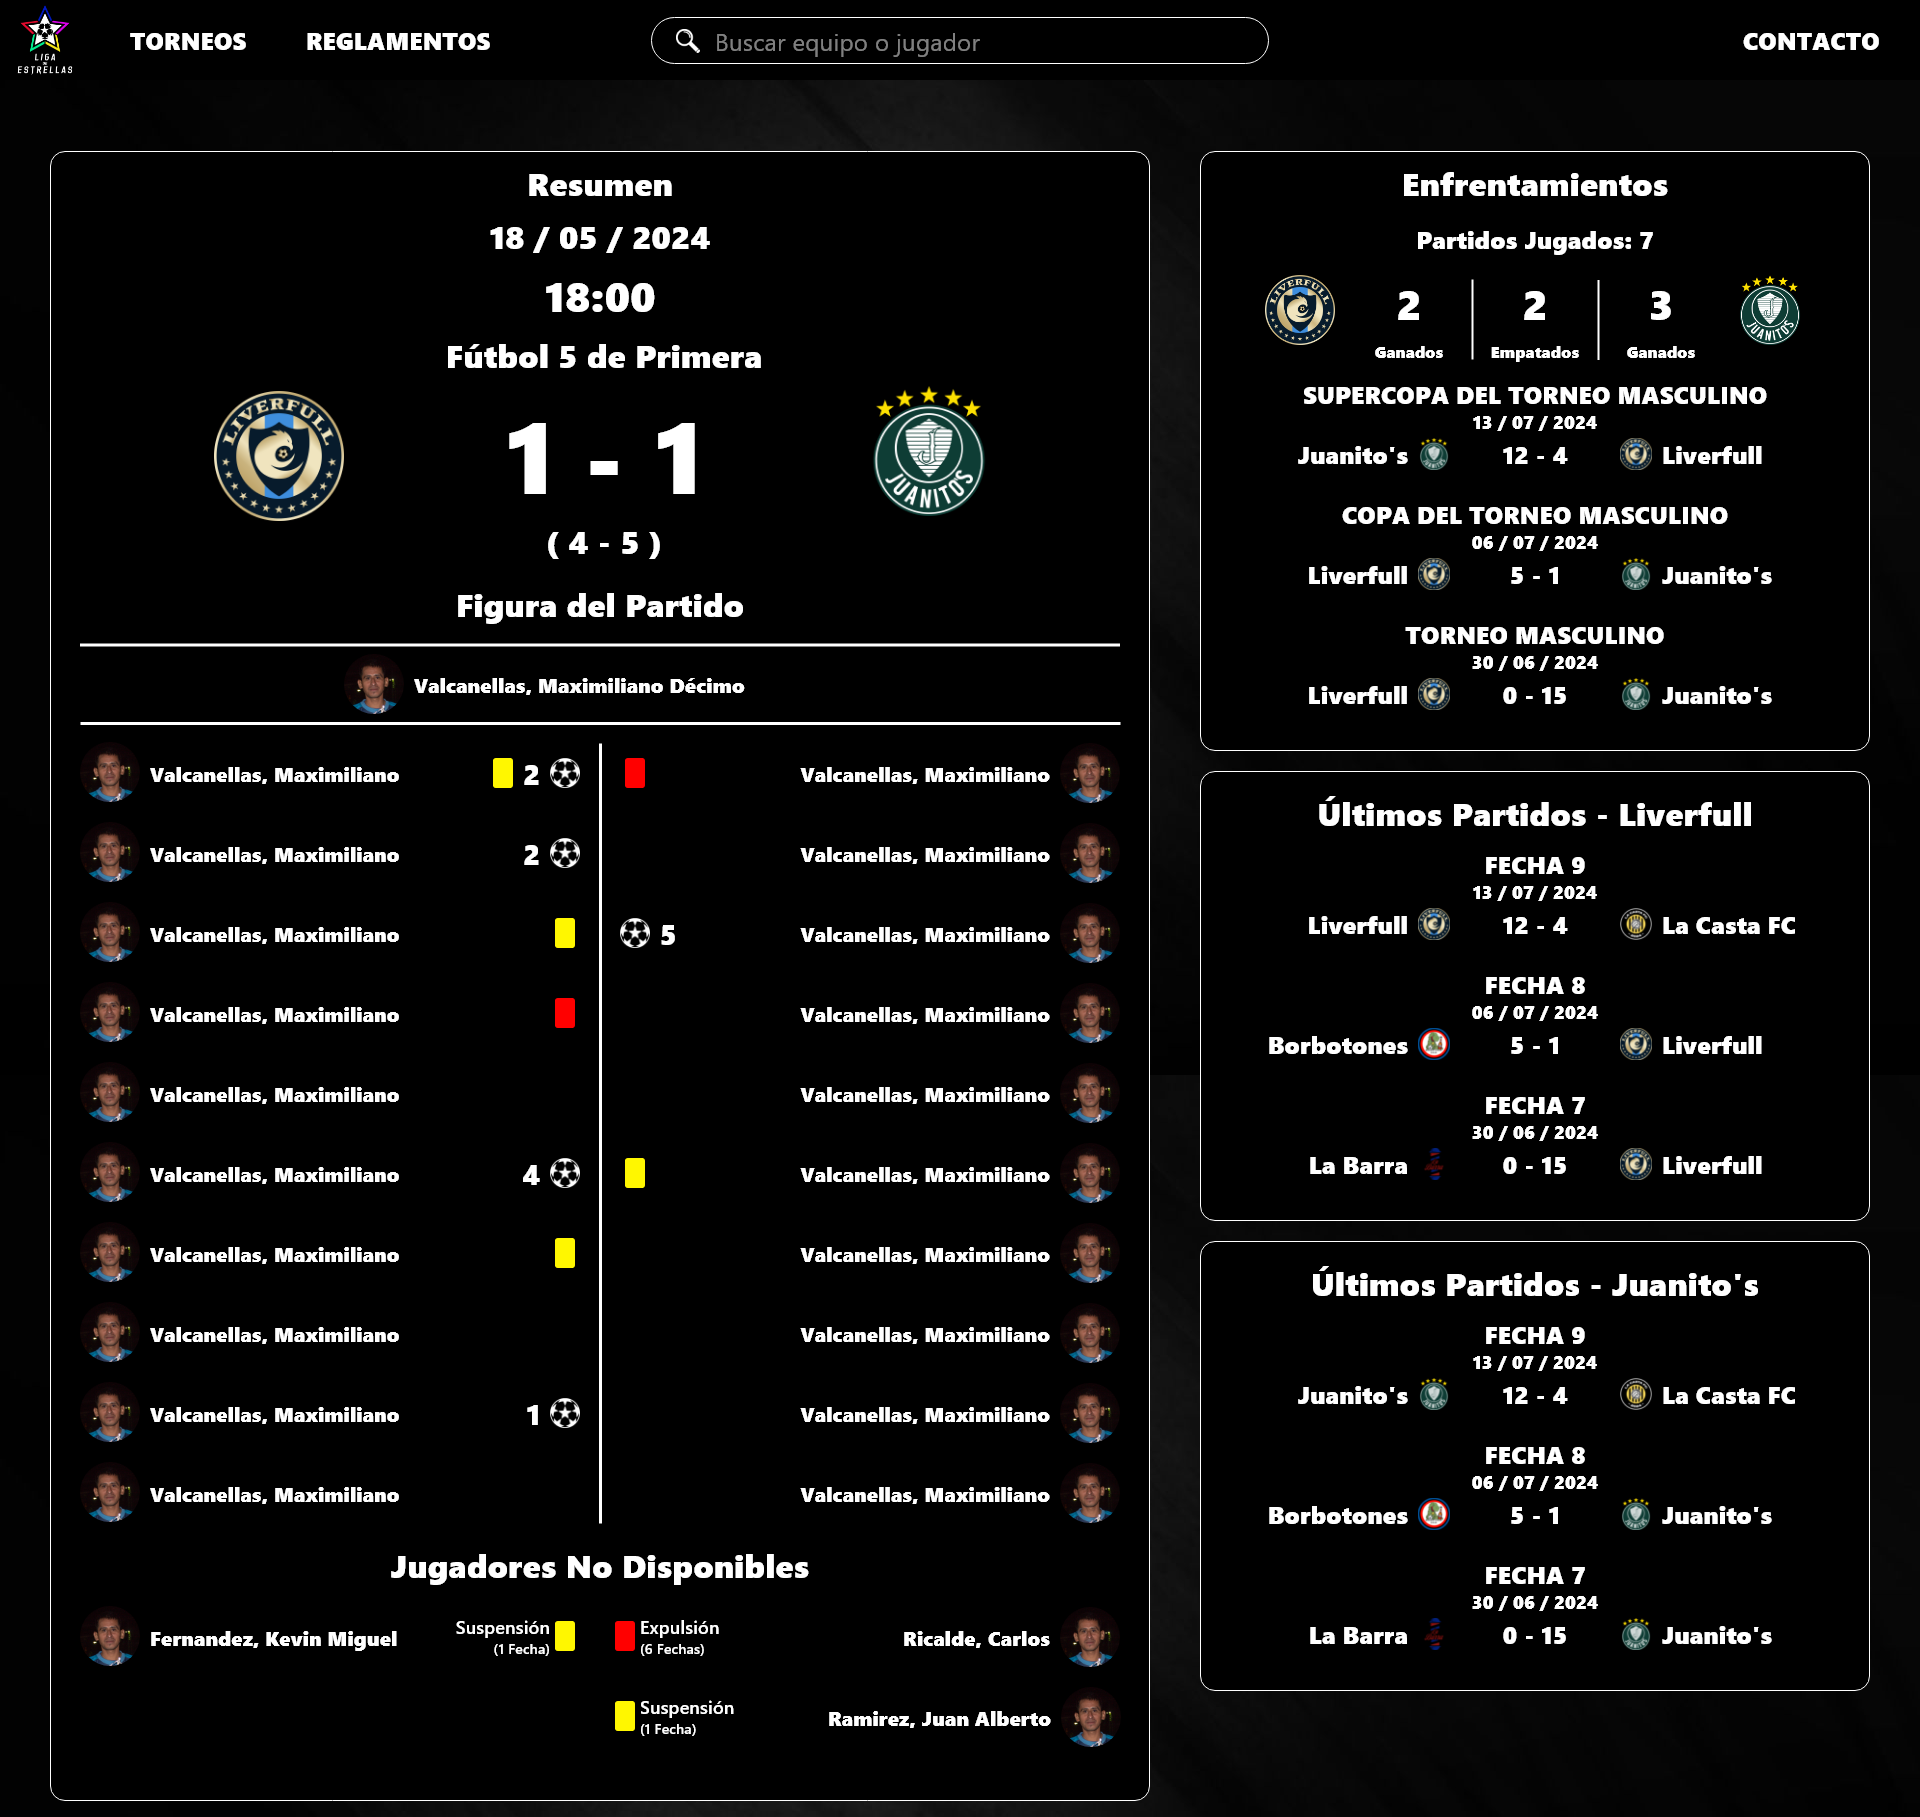 LIGA
DE
ESTRELLAS
TORNEOS
REGLAMENTOS
Buscar equipo o jugador
CONTACTO
Resumen
18 / 05 / 2024
18:00
Fútbol 5 de Primera
LIVERFULL
1 - 1
JUANITOS
( 4 - 5 )
Figura del Partido
Valcanellas, Maximiliano Décimo
Valcanellas, Maximiliano 2
Valcanellas, Maximiliano
Valcanellas, Maximiliano 2
Valcanellas, Maximiliano
Valcanellas, Maximiliano
5 Valcanellas, Maximiliano
Valcanellas, Maximiliano
Valcanellas, Maximiliano
Valcanellas, Maximiliano
Valcanellas, Maximiliano
Valcanellas, Maximiliano 4
Valcanellas, Maximiliano
Valcanellas, Maximiliano
Valcanellas, Maximiliano
Valcanellas, Maximiliano
Valcanellas, Maximiliano
Valcanellas, Maximiliano 1
Valcanellas, Maximiliano
Valcanellas, Maximiliano
Valcanellas, Maximiliano
Jugadores No Disponibles
Fernandez, Kevin Miguel
Suspensión
(1 Fecha)
Expulsión
(6 Fechas)
Ricalde, Carlos
Suspensión
(1 Fecha)
Ramirez, Juan Alberto
Enfrentamientos
Partidos Jugados: 7
LIVERFULL
2
Ganados
2
Empatados
3
Ganados
JUANITOS
SUPERCOPA DEL TORNEO MASCULINO
13 / 07 / 2024
Juanito's 12 - 4 Liverfull
COPA DEL TORNEO MASCULINO
06 / 07 / 2024
Liverfull 5 - 1 Juanito's
TORNEO MASCULINO
30 / 06 / 2024
Liverfull 0 - 15 Juanito's
Últimos Partidos - Liverfull
FECHA 9
13 / 07 / 2024
Liverfull 12 - 4 La Casta FC
FECHA 8
06 / 07 / 2024
Borbotones 5 - 1 Liverfull
FECHA 7
30 / 06 / 2024
La Barra 0 - 15 Liverfull
Últimos Partidos - Juanito's
FECHA 9
13 / 07 / 2024
Juanito's 12 - 4 La Casta FC
FECHA 8
06 / 07 / 2024
Borbotones 5 - 1 Juanito's
FECHA 7
30 / 06 / 2024
La Barra 0 - 15 Juanito's